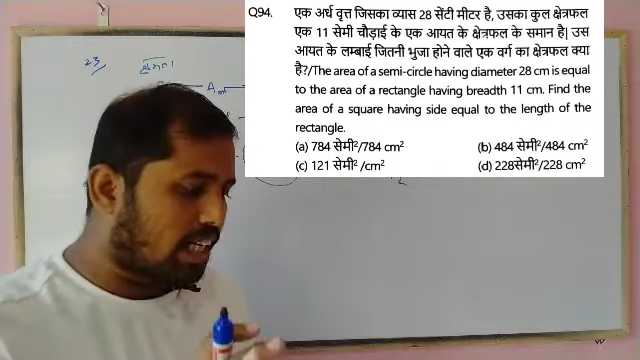 Q94. एक अर्ध वृत्त जिसका व्यास 28 सेंटी मीटर है, उसका कुल क्षेत्रफल
एक 11 सेमी चौड़ाई के एक आयत के क्षेत्रफल के समान है| उस
आयत के लम्बाई जितनी भुजा होने वाले एक वर्ग का क्षेत्रफल क्या
है?/The area of a semi-circle having diameter 28 cm is equal
to the area of a rectangle having breadth 11 cm. Find the
area of a square having side equal to the length of the
rectangle.
(a) 784 सेमी²/784 cm² (b) 484 सेमी²/484 cm²
(c) 121 सेमी² /cm² (d) 228सेमी²/228 cm²
23